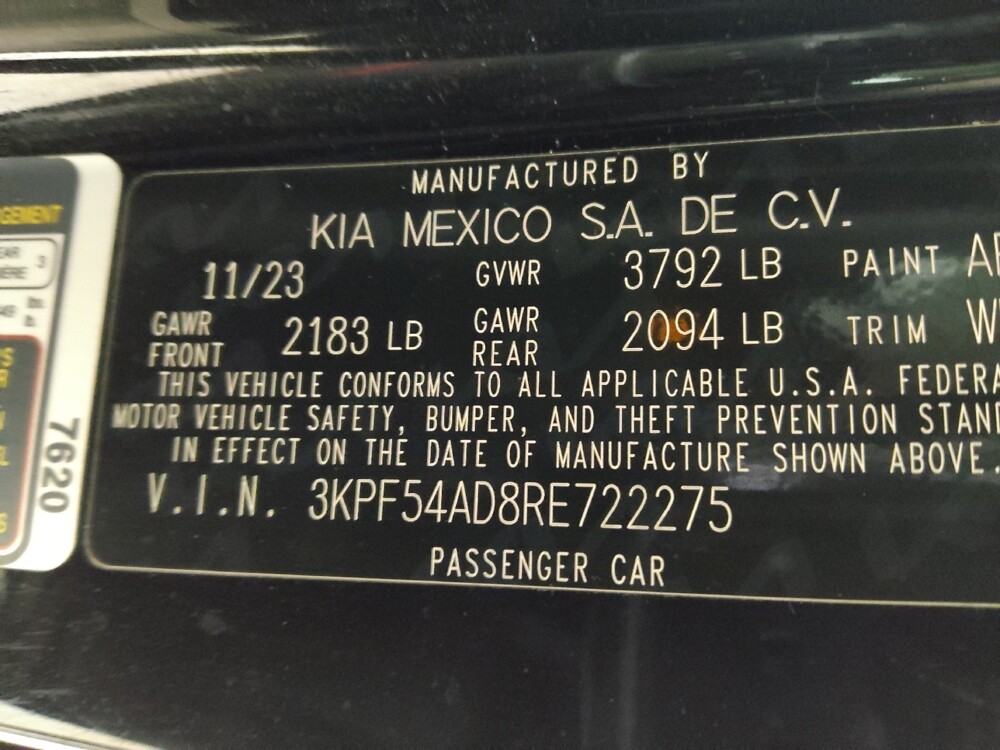 MANUFACTURED BY
KIA MEXICO S.A. DE C.V.
11/23 GVWR 3792 LB PAINT
GAWR FRONT 2183 LB GAWR REAR 2094 LB TRIM
THIS VEHICLE CONFORMS TO ALL APPLICABLE U.S.A. FEDERA
MOTOR VEHICLE SAFETY, BUMPER, AND THEFT PREVENTION STAN
IN EFFECT ON THE DATE OF MANUFACTURE SHOWN ABOVE.
V.I.N. 3KPF54AD8RE722275
PASSENGER CAR
7620